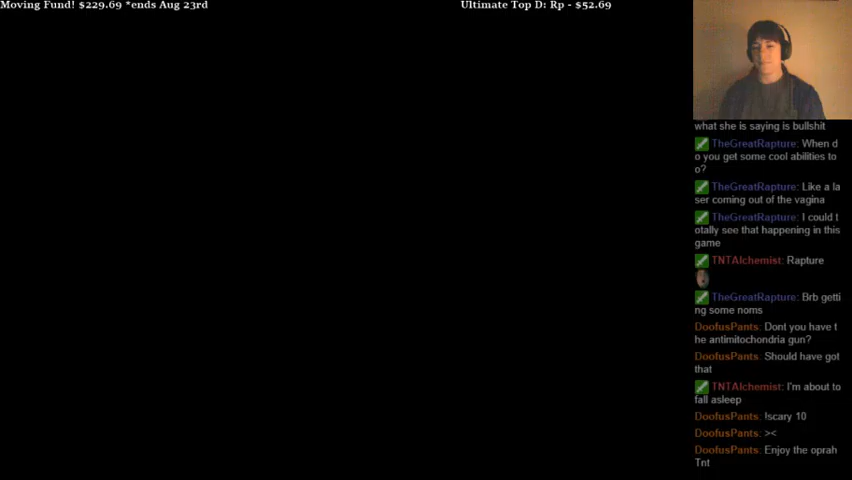 Moving Fund! $229.69 *ends Aug 23rd
Ultimate Top D: Rp - $52.69
what she is saying is bullshit
TheGreatRapture: When d
o you get some cool abilities to
o?
TheGreatRapture: Like a la
ser coming out of the vagina
TheGreatRapture: I could t
otally see that happening in this
game
TNTAlchemist: Rapture
TheGreatRapture: Brb getti
ng some noms
DoofusPants: Dont you have t
he antimitochondria gun?
DoofusPants: Should have got
that
TNTAlchemist: I'm about to
fall asleep
DoofusPants: !scary 10
DoofusPants: ><
DoofusPants: Enjoy the oprah
Tnt